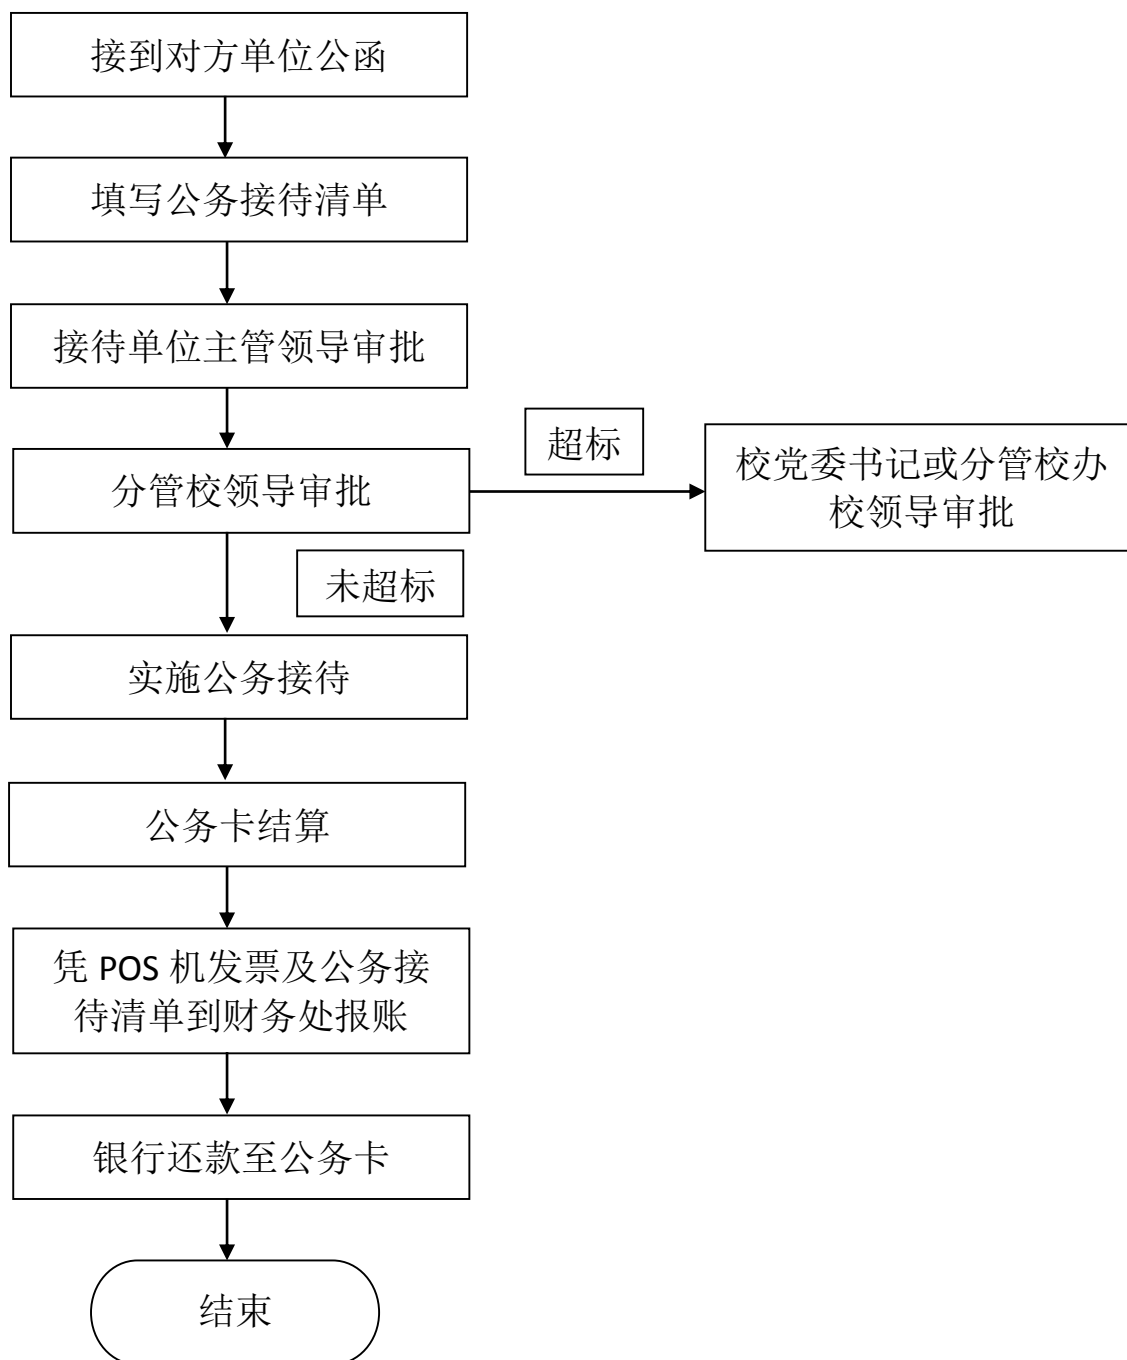 接到对方单位公函
填写公务接待清单
接待单位主管领导审批
超标
分管校领导审批
校党委书记或分管校办
校领导审批
未超标
实施公务接待
公务卡结算
凭 POS 机发票及公务接
待清单到财务处报账
银行还款至公务卡
结束